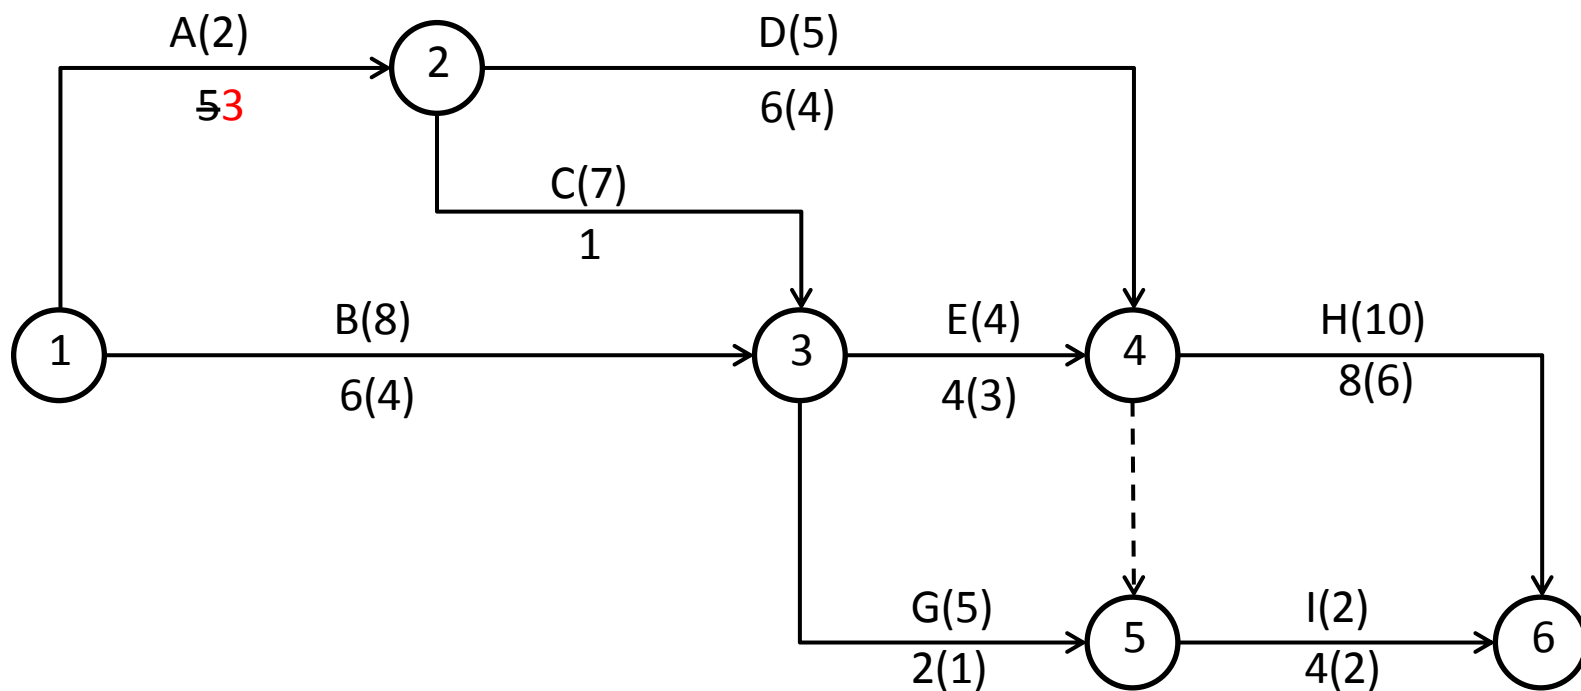 A(2)
53
2
D(5)
6(4)
C(7)
1
1
B(8)
6(4)
3
E(4)
4(3)
4
H(10)
8(6)
G(5)
2(1)
5
I(2)
4(2)
6